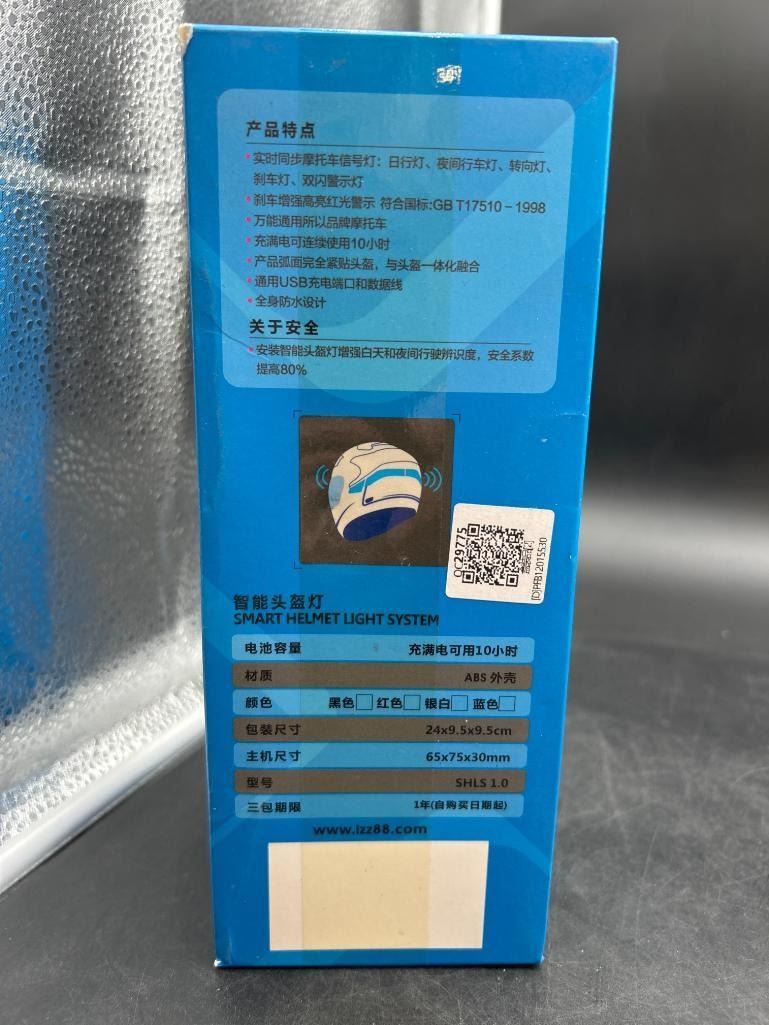 产品特点
实时同步摩托车信号灯：日行灯、夜间行车灯、转向灯、
刹车灯、双闪警示灯
刹车增强高亮红光警示 符合国标:GB T17510－1998
万能通用所以品牌摩托车
充满电可连续使用10小时
产品弧面完全紧贴头盔，与头盔一体化融合
通用USB充电端口和数据线
全身防水设计
关于安全
安装智能头盔灯增强白天和夜间行驶辨识度，安全系数
提高80%
QC29775
智能头盔灯
SMART HELMET LIGHT SYSTEM
电池容量 充满电可用10小时
材质 ABS 外壳
颜色 黑色 红色 银白 蓝色
包装尺寸 24x9.5x9.5cm
主机尺寸 65x75x30mm
型号 SHLS 1.0
三包期限 1年(自购买日期起)
www.lzz88.com